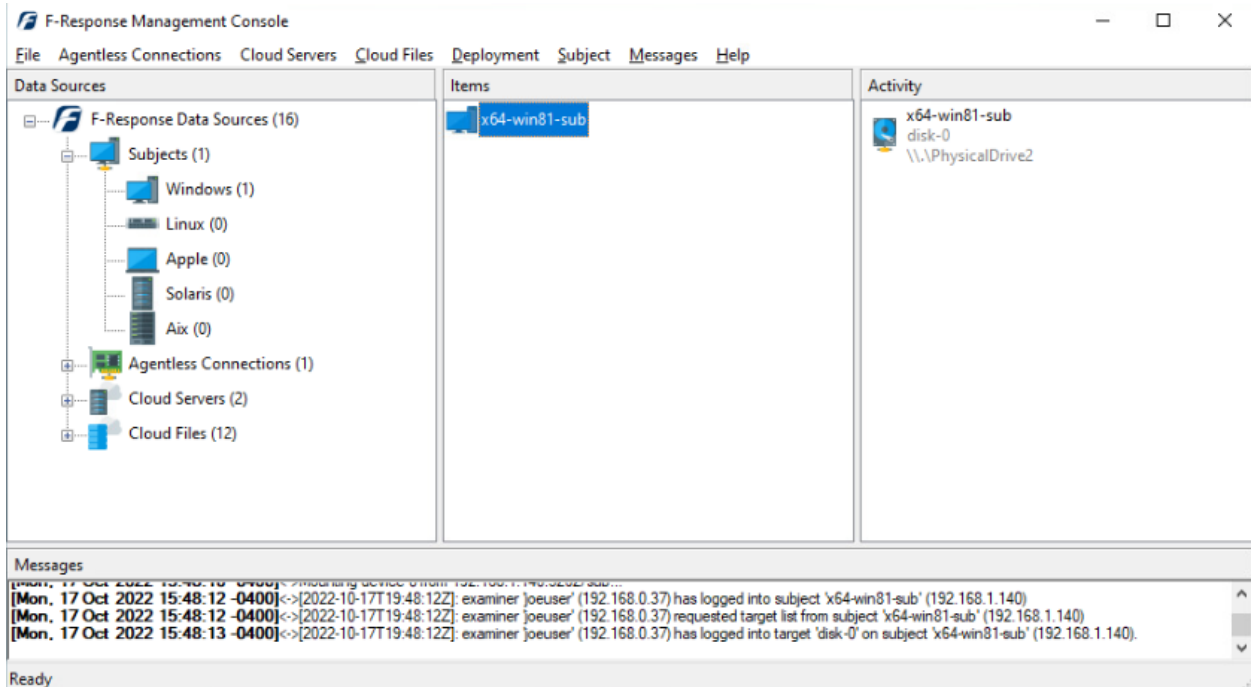 F-Response Management Console
File Agentless Connections Cloud Servers Cloud Files Deployment Subject Messages Help
Data Sources
F-Response Data Sources (16)
Subjects (1)
Windows (1)
Linux (0)
Apple (0)
Solaris (0)
Aix (0)
Agentless Connections (1)
Cloud Servers (2)
Cloud Files (12)
Items
x64-win81-sub
Activity
x64-win81-sub
disk-0
\\.\PhysicalDrive2
Messages
[Mon, 17 Oct 2022 15:48:12 -0400]<->[2022-10-17T19:48:12Z]: examiner 'joeuser' (192.168.0.37) has logged into subject 'x64-win81-sub' (192.168.1.140)
[Mon, 17 Oct 2022 15:48:12 -0400]<->[2022-10-17T19:48:12Z]: examiner 'joeuser' (192.168.0.37) requested target list from subject 'x64-win81-sub' (192.168.1.140)
[Mon, 17 Oct 2022 15:48:13 -0400]<->[2022-10-17T19:48:12Z]: examiner 'joeuser' (192.168.0.37) has logged into target 'disk-0' on subject 'x64-win81-sub' (192.168.1.140).
Ready